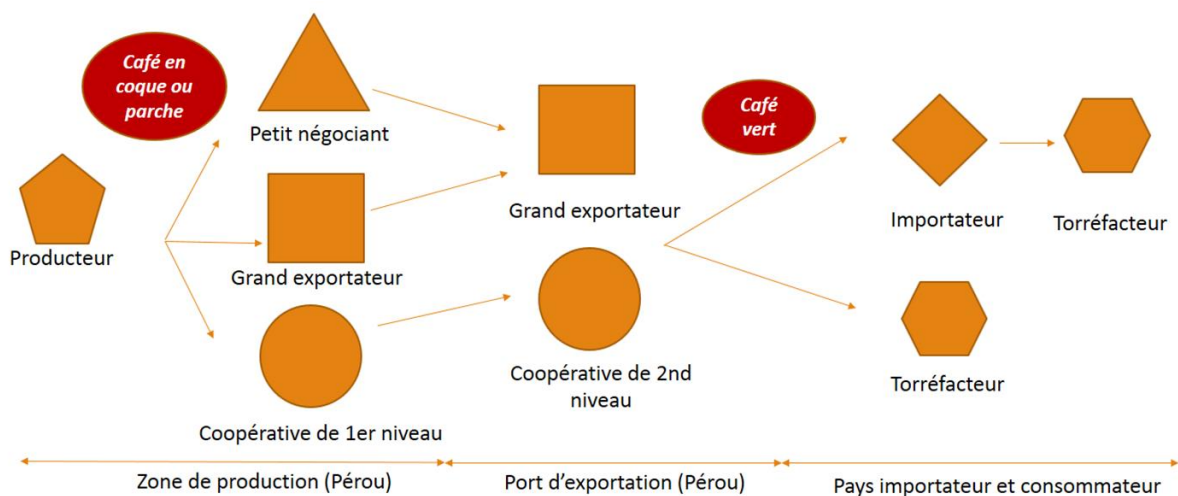 Café en
coque ou
parche
Petit négociant
Producteur
Grand exportateur
Coopérative de 1er niveau
Grand exportateur
Coopérative de 2nd
niveau
Café
vert
Importateur
Torréfacteur
Torréfacteur
Zone de production (Pérou)
Port d’exportation (Pérou)
Pays importateur et consommateur